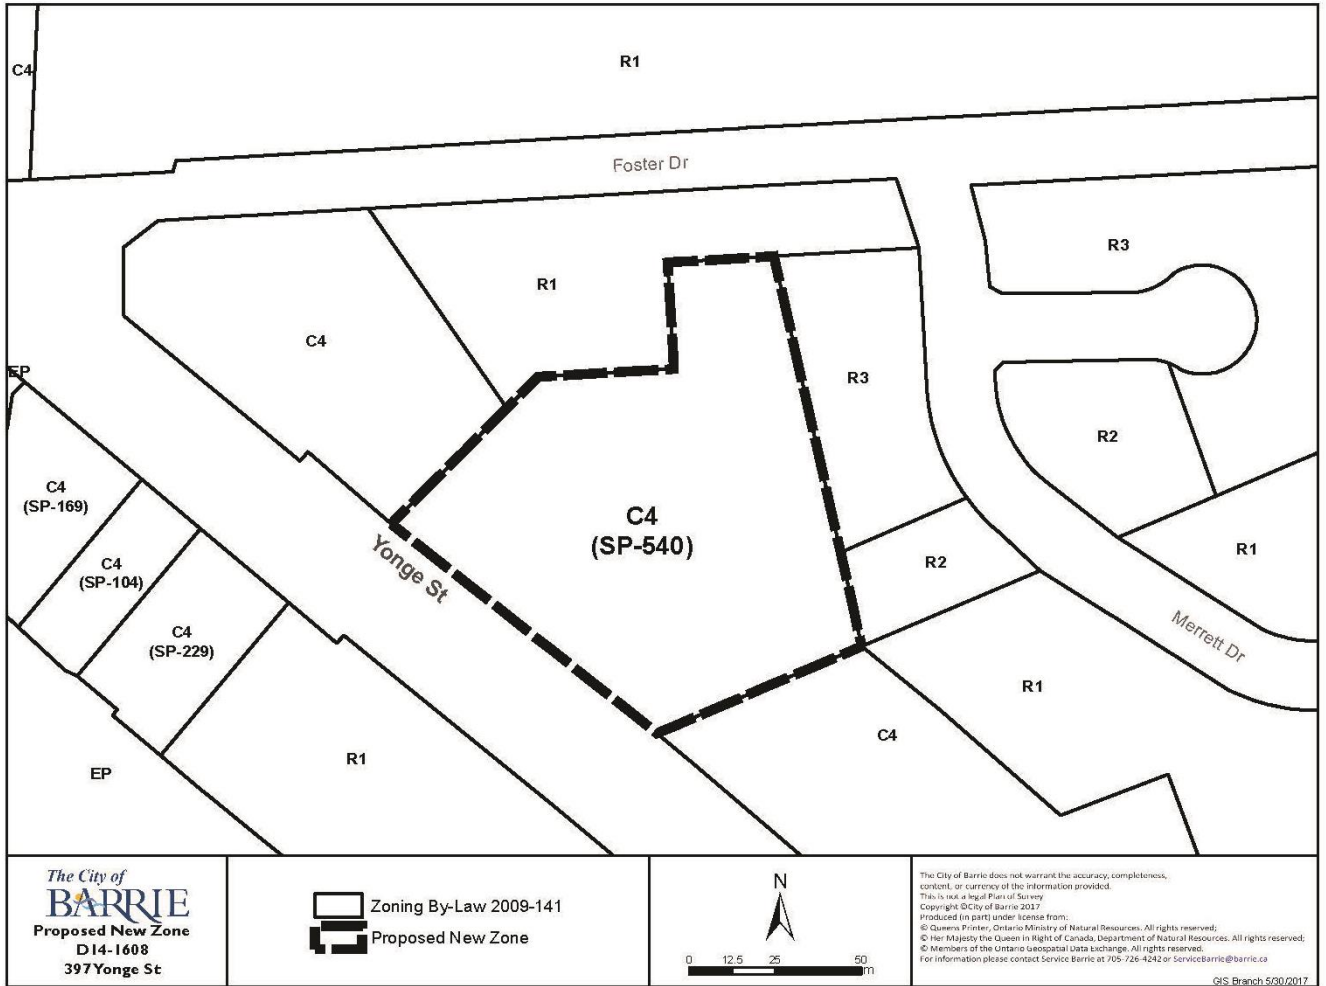 C4
R1
Foster Dr
R3
R1
C4
EP
R3
R2
C4
(SP-169)
C4
(SP-540)
Yonge St
C4
(SP-104)
R2
R1
C4
(SP-229)
Merrett Dr
R1
C4
R1
EP
The City of
BARRIE
Proposed New Zone
D14-1608
397 Yonge St
Zoning By-Law 2009-141
Proposed New Zone
N
0 12.5 25 50
m
The City of Barrie does not warrant the accuracy, completeness,
content, or currency of the information provided.
This is not a legal Plan of Survey
Copyright ©City of Barrie 2017
Produced (in part) under license from:
© Queens Printer, Ontario Ministry of Natural Resources. All rights reserved;
© Her Majesty the Queen in Right of Canada, Department of Natural Resources. All rights reserved;
© Members of the Ontario Geospatial Data Exchange. All rights reserved.
For information please contact Service Barrie at 705-726-4242 or ServiceBarrie@barrie.ca
GIS Branch 5/30/2017